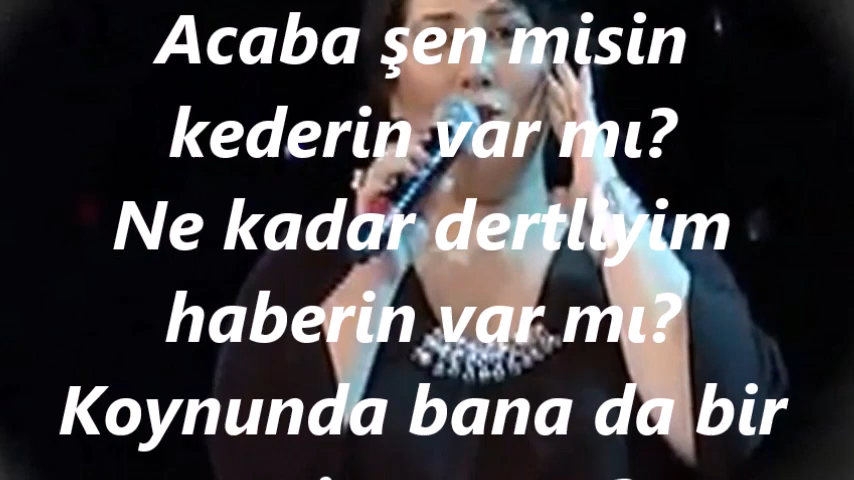 Acaba şen misin
kederin var mı?
Ne kadar dertliyim
haberin var mı?
Koynunda bana da bir